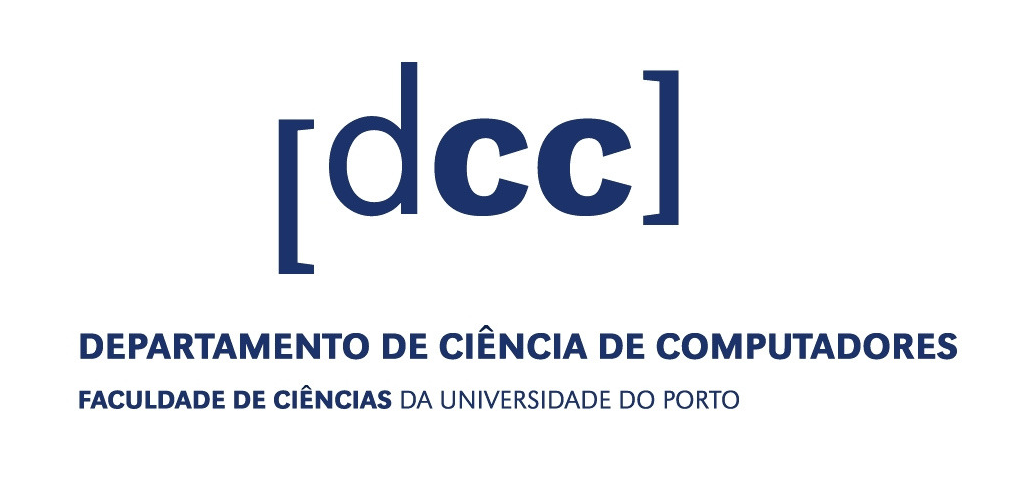 [dcc]
DEPARTAMENTO DE CIÊNCIA DE COMPUTADORES
FACULDADE DE CIÊNCIAS DA UNIVERSIDADE DO PORTO